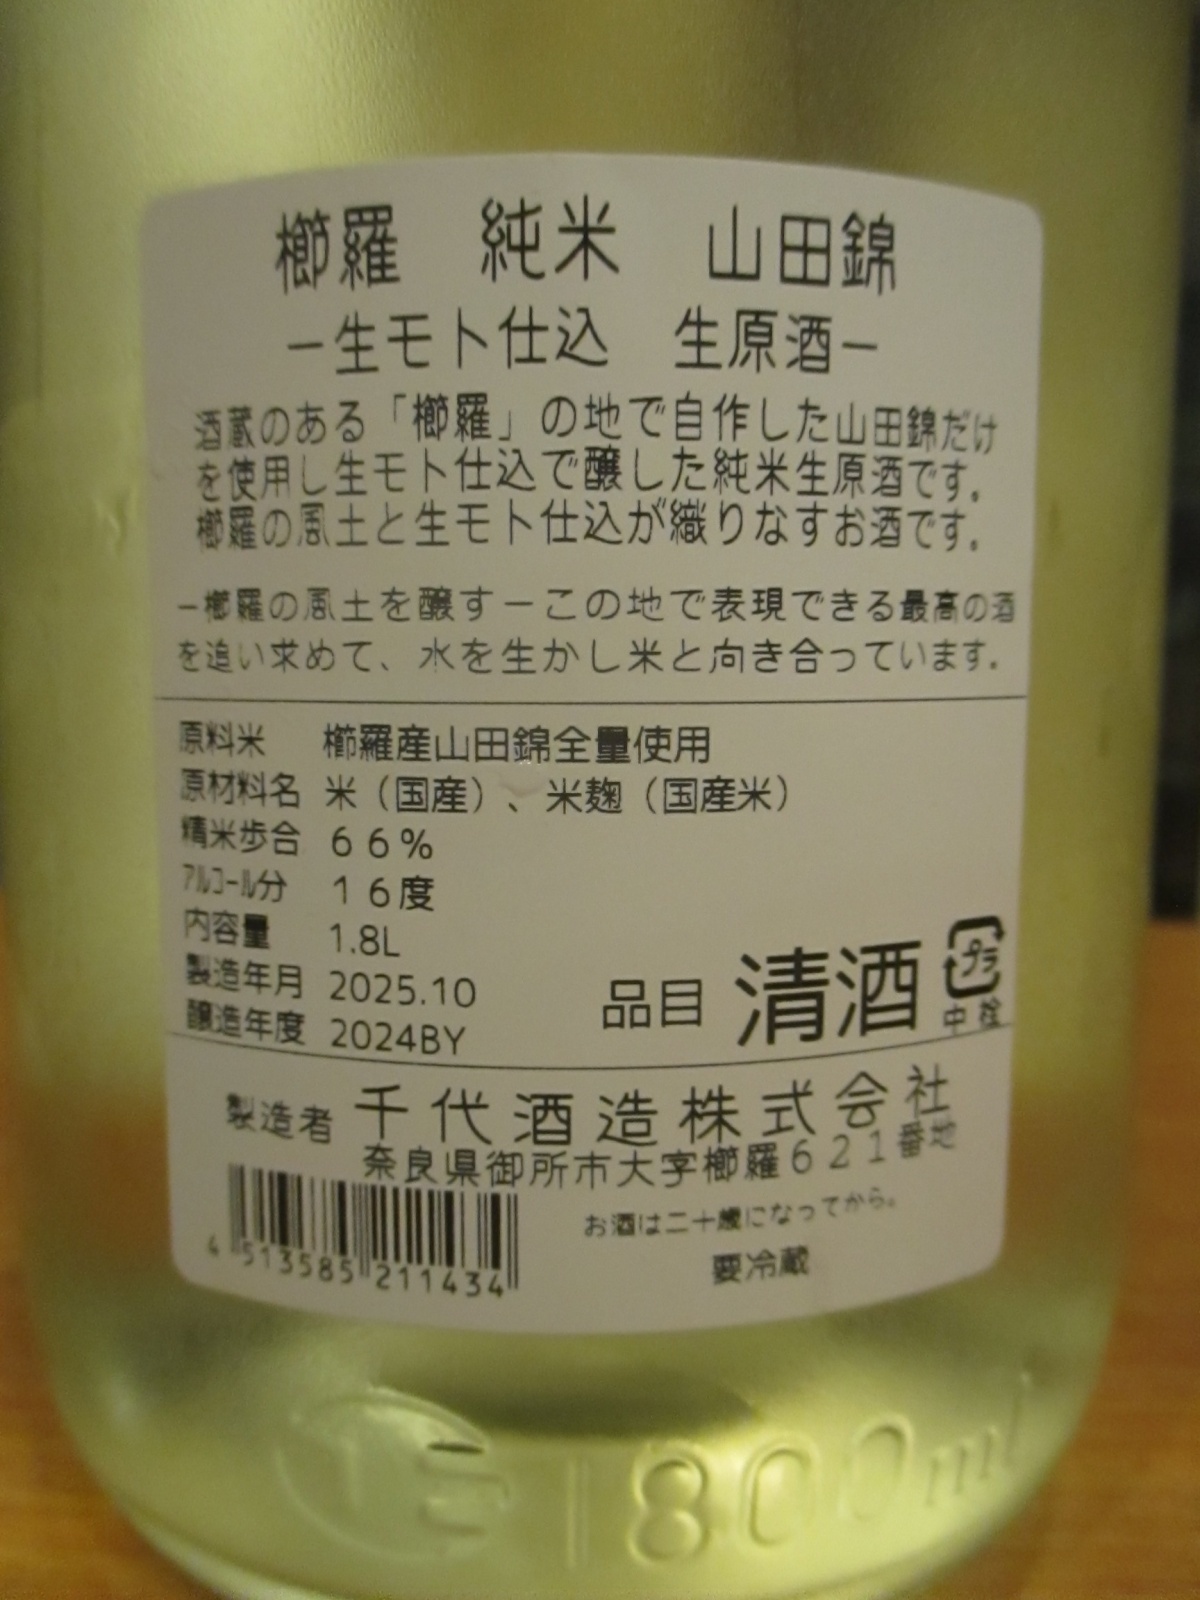 櫛羅 純米 山田錦
ー生モト仕込 生原酒ー
酒蔵のある「櫛羅」の地で自作した山田錦だけ
を使用し生モト仕込で醸した純米生原酒です。
櫛羅の風土と生モト仕込が織りなすお酒です。
ー櫛羅の風土を醸すーこの地で表現できる最高の酒
を追い求めて、水を生かし米と向き合っています。
原料米 櫛羅産山田錦全量使用
原材料名 米（国産）、米麹（国産米）
精米歩合 66%
ｱﾙｺｰﾙ分 16度
内容量 1.8L
製造年月 2025.10
醸造年度 2024BY
品目 清酒
プラ
中栓
製造者 千代酒造株式会社
奈良県御所市大字櫛羅621番地
お酒は二十歳になってから。
要冷蔵
4 513585 211434
1800ml